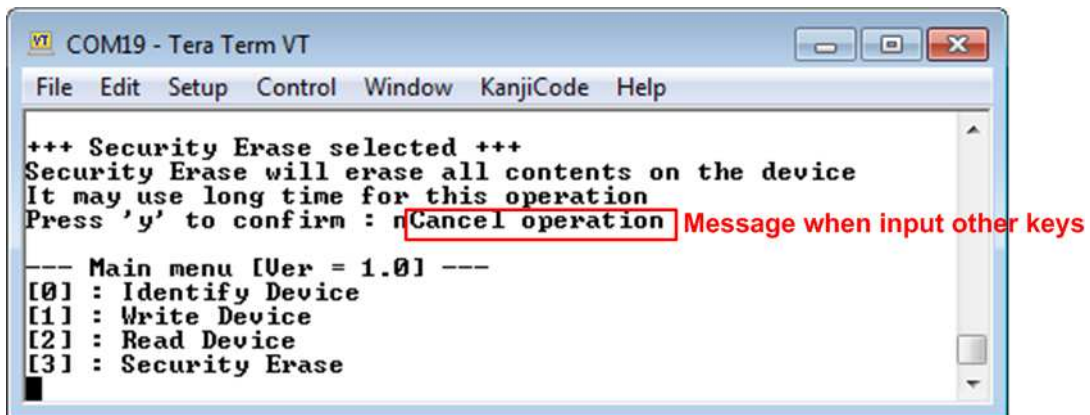 COM19 - Tera Term VT
File Edit Setup Control Window KanjiCode Help
+++ Security Erase selected +++
Security Erase will erase all contents on the device
It may use long time for this operation
Press 'y' to confirm : nCancel operation Message when input other keys
--- Main menu [Ver = 1.0] ---
[0] : Identify Device
[1] : Write Device
[2] : Read Device
[3] : Security Erase